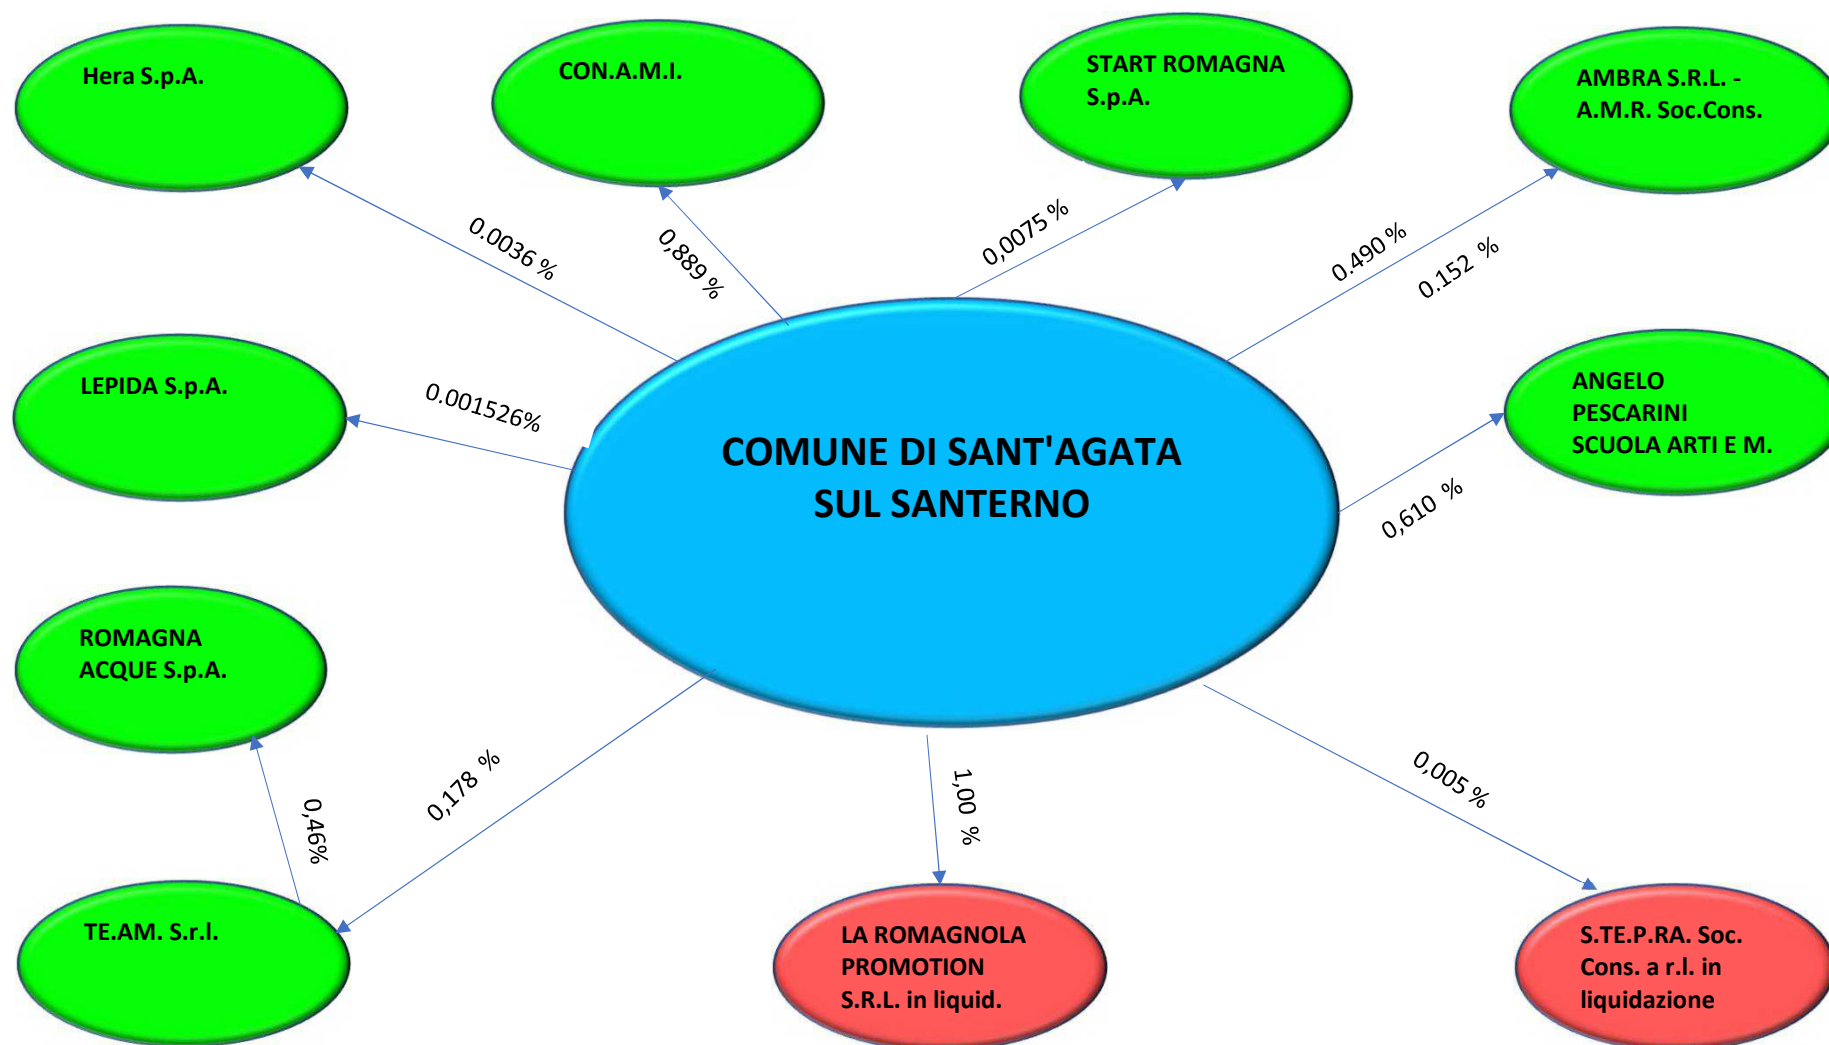 Hera S.p.A.
CON.A.M.I.
START ROMAGNA
S.p.A.
AMBRA S.R.L. -
A.M.R. Soc.Cons.
0.0036 %
0,889 %
0,0075 %
0.490 %
0.152 %
LEPIDA S.p.A.
0.001526%
COMUNE DI SANT'AGATA
SUL SANTERNO
ANGELO
PESCARINI
SCUOLA ARTI E M.
0,610 %
ROMAGNA
ACQUE S.p.A.
0,46%
0,178 %
1,00 %
0,005 %
TE.AM. S.r.l.
LA ROMAGNOLA
PROMOTION
S.R.L. in liquid.
S.TE.P.RA. Soc.
Cons. a r.l. in
liquidazione